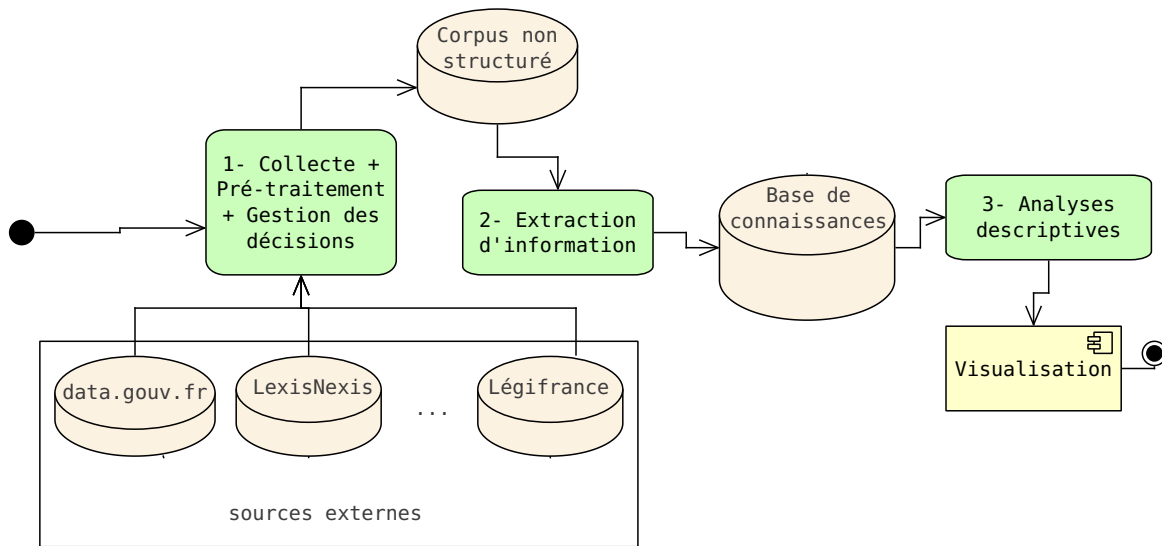 Corpus non
structuré
1- Collecte +
Pré-traitement
+ Gestion des
décisions
2- Extraction
d'information
Base de
connaissances
3- Analyses
descriptives
Visualisation
data.gouv.fr
LexisNexis
...
Légifrance
sources externes